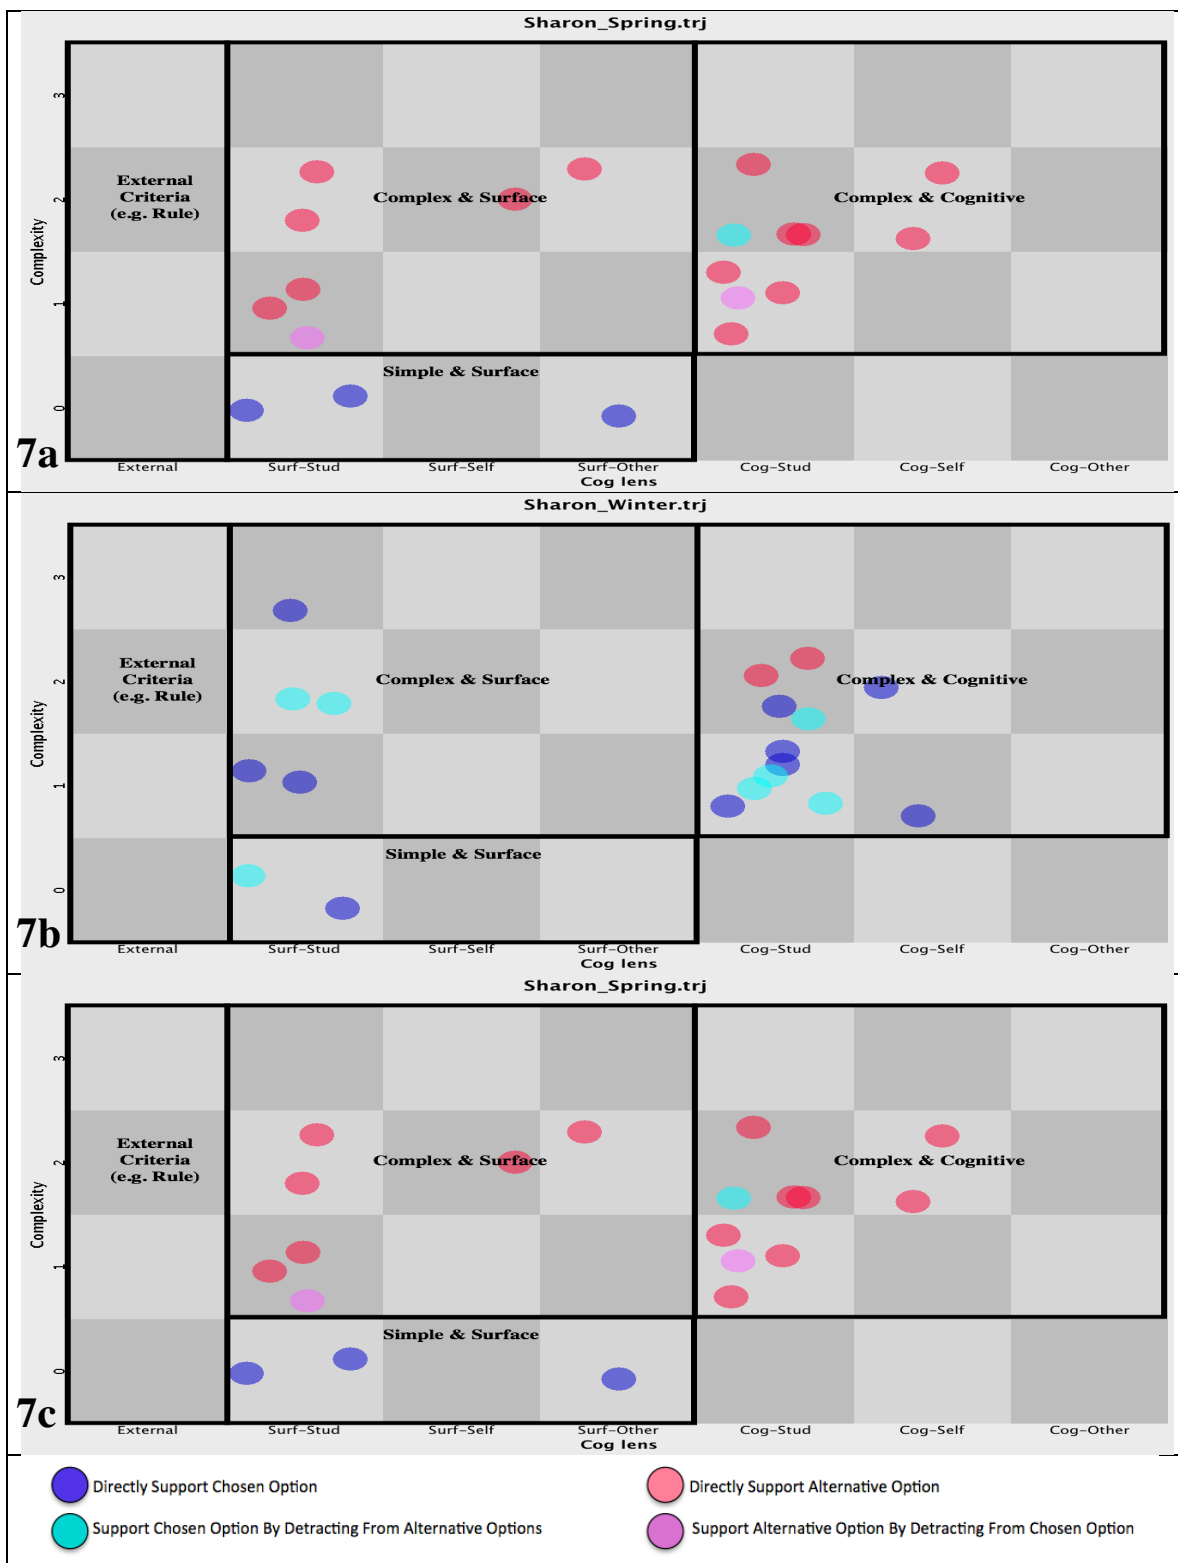 Sharon_Spring.trj
3
External
Criteria
(e.g. Rule)
Complex & Surface
Complex & Cognitive
2
Complexity
1
Simple & Surface
0
7a
External Surf-Stud Surf-Self Surf-Other Cog-Stud Cog-Self Cog-Other
Cog lens
Sharon_Winter.trj
3
External
Criteria
(e.g. Rule)
Complex & Surface
Complex & Cognitive
2
Complexity
1
Simple & Surface
0
7b
External Surf-Stud Surf-Self Surf-Other Cog-Stud Cog-Self Cog-Other
Cog lens
Sharon_Spring.trj
3
External
Criteria
(e.g. Rule)
Complex & Surface
Complex & Cognitive
2
Complexity
1
Simple & Surface
0
7c
External Surf-Stud Surf-Self Surf-Other Cog-Stud Cog-Self Cog-Other
Cog lens
Directly Support Chosen Option
Directly Support Alternative Option
Support Chosen Option By Detracting From Alternative Options
Support Alternative Option By Detracting From Chosen Option